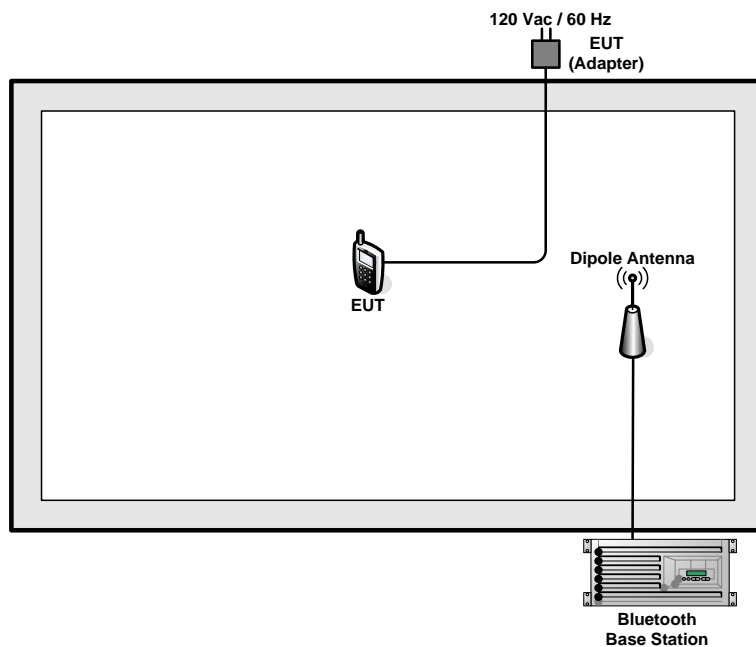 120 Vac / 60 Hz
EUT
(Adapter)
Dipole Antenna
EUT
Bluetooth
Base Station